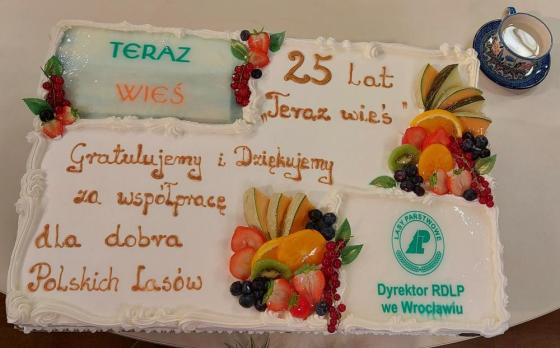 TERAZ
WIEŚ
25 Lat
„Teraz wieś"
Gratulujemy i Dziękujemy
za współpracę
dla dobra
Polskich Lasów
LASY PAŃSTWOWE
Dyrektor RDLP
we Wrocławiu